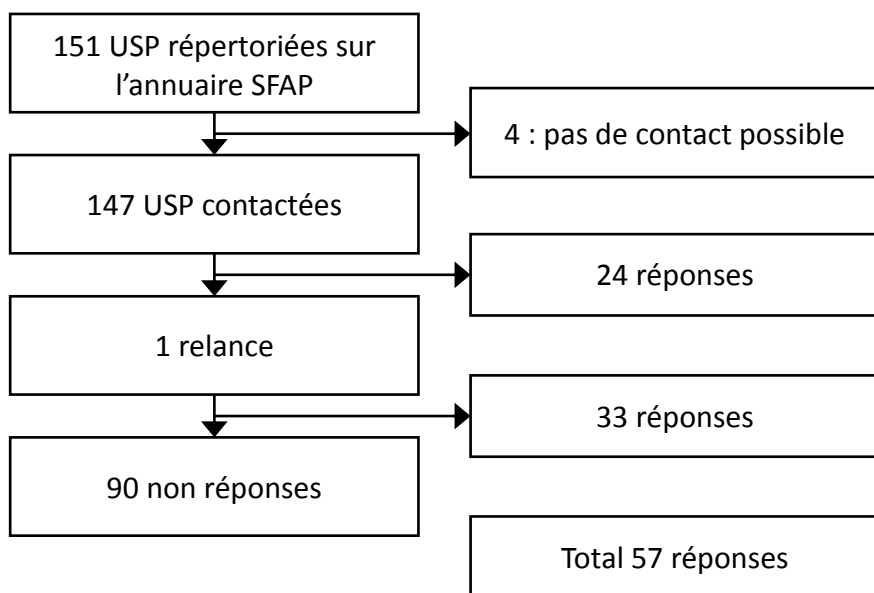 151 USP répertoriées sur
l’annuaire SFAP
4 : pas de contact possible
147 USP contactées
24 réponses
1 relance
33 réponses
90 non réponses
Total 57 réponses